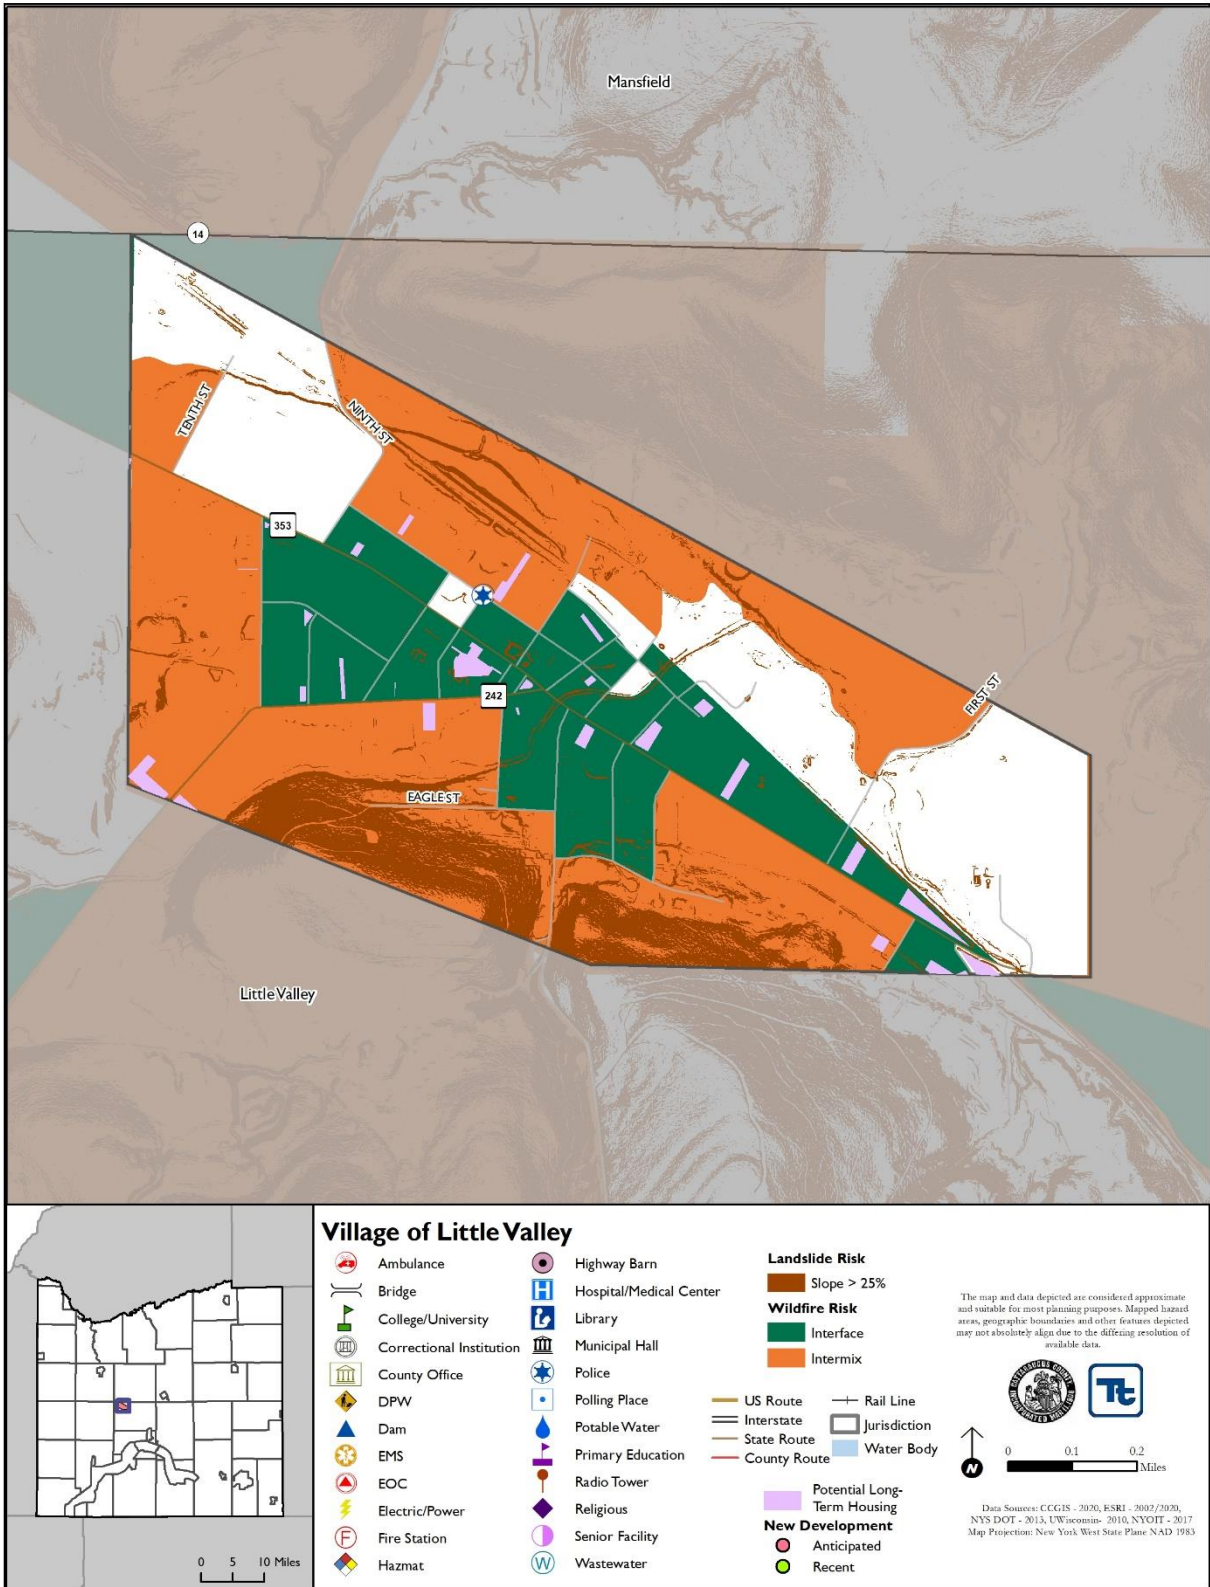 Mansfield
14
TENTH ST
NINTH ST
353
242
FIRST ST
EAGLE ST
Little Valley
Village of Little Valley
Ambulance
Bridge
College/University
Correctional Institution
County Office
DPW
Dam
EMS
EOC
Electric/Power
Fire Station
Hazmat
Highway Barn
Hospital/Medical Center
Library
Municipal Hall
Police
Polling Place
Potable Water
Primary Education
Radio Tower
Religious
Senior Facility
Wastewater
Landslide Risk
Slope > 25%
Wildfire Risk
Interface
Intermix
US Route
Interstate
State Route
County Route
Rail Line
Jurisdiction
Water Body
Potential Long-
Term Housing
New Development
Anticipated
Recent
The map and data depicted are considered approximate
and suitable for most planning purposes. Mapped hazard
areas, geographic boundaries and other features depicted
may not absolutely align due to the differing resolution of
available data.
Tt
N
0 0.1 0.2
Miles
Data Sources: CCGIS - 2020, ESRI - 2002/2020,
NYS DOT - 2013, UWisconsin- 2010, NYOIT - 2017
Map Projection: New York West State Plane NAD 1983
0 5 10 Miles